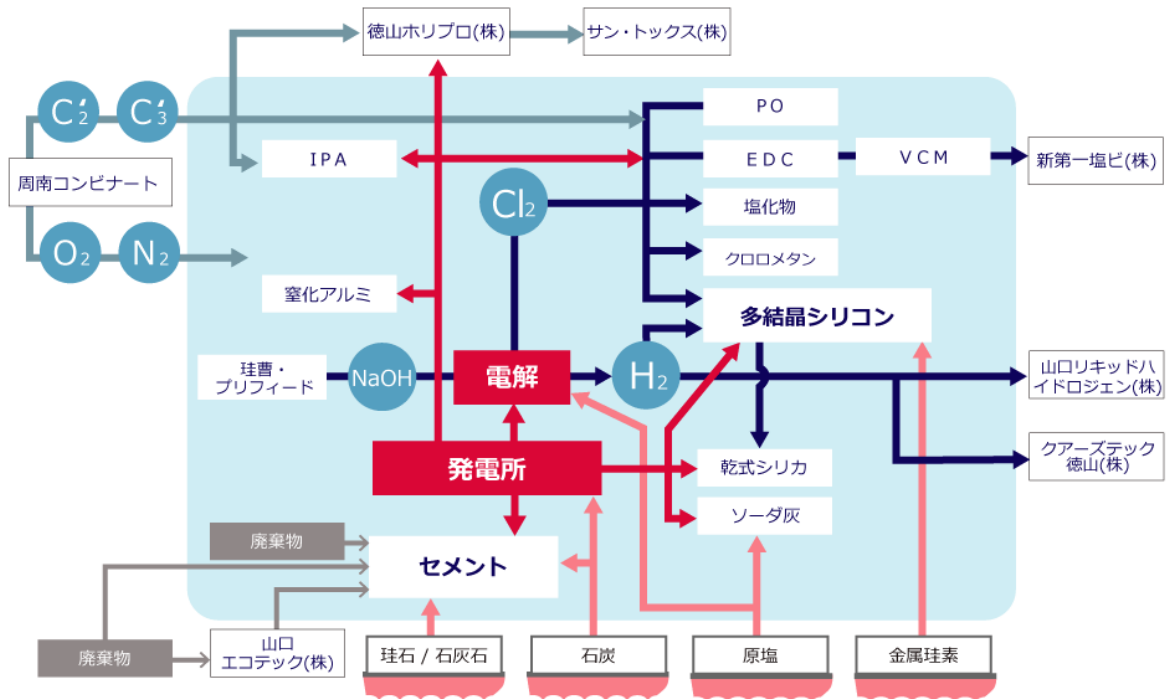 徳山ホリプロ(株)
サン・トックス(株)
C'2
C'3
PO
IPA
EDC
VCM
新第一塩ビ(株)
周南コンビナート
Cl2
塩化物
O2
N2
クロロメタン
窒化アルミ
多結晶シリコン
珪曹・
プリフィード
NaOH
電解
H2
山口リキッドハ
イドロジェン(株)
発電所
乾式シリカ
クアーズテック
徳山(株)
ソーダ灰
廃棄物
セメント
廃棄物
山口
エコテック(株)
珪石 / 石灰石
石炭
原塩
金属珪素